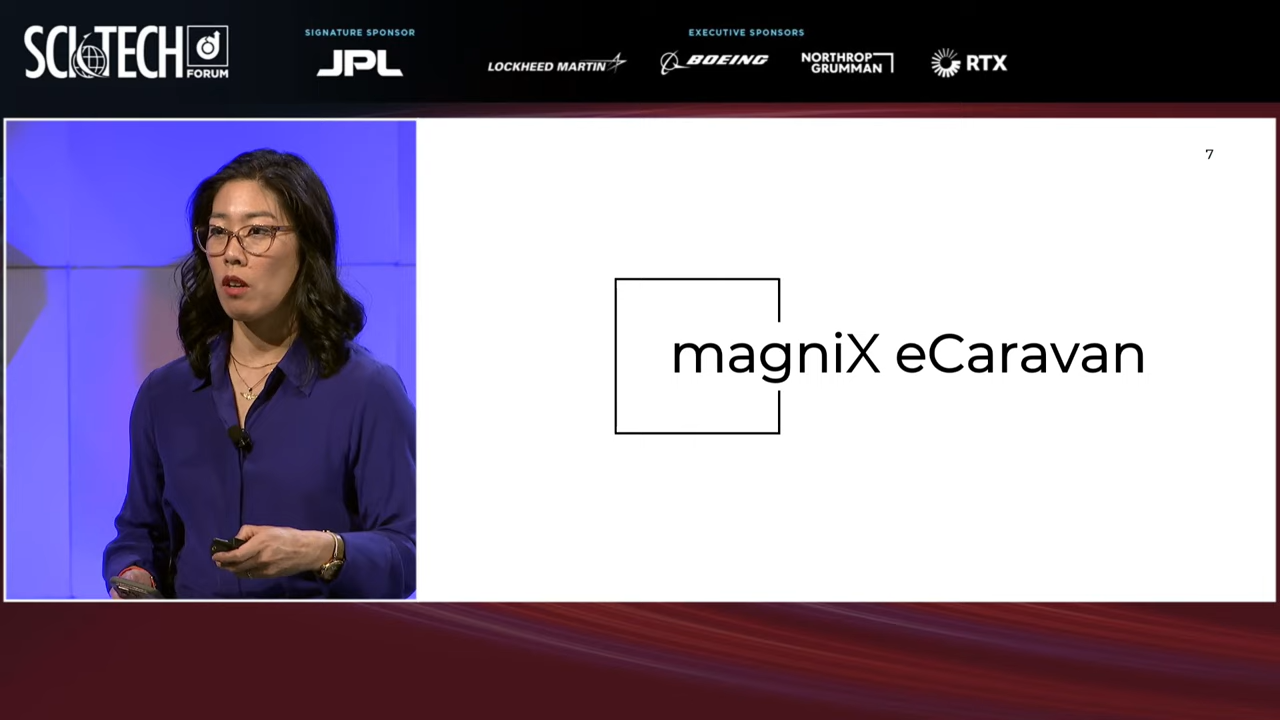 SCITECH
FORUM
SIGNATURE SPONSOR
JPL
EXECUTIVE SPONSORS
LOCKHEED MARTIN
BOEING
NORTHROP
GRUMMAN
RTX
7
magniX eCaravan